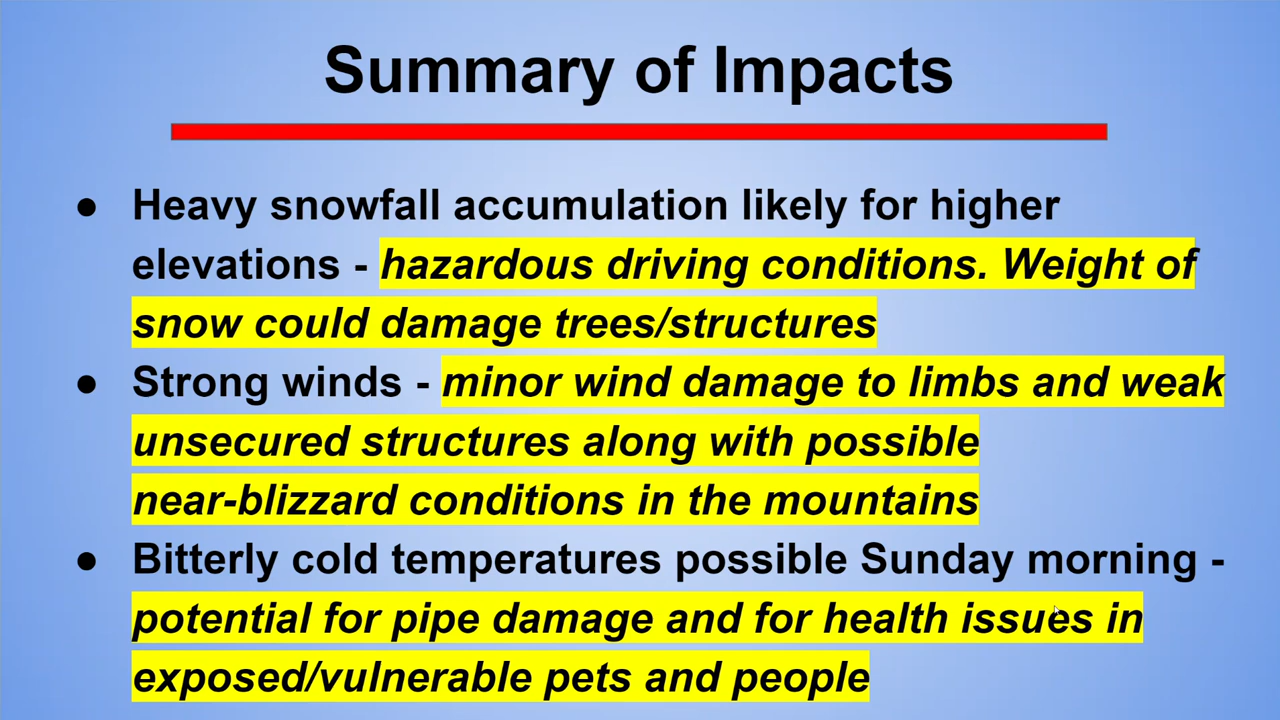 Summary of Impacts
● Heavy snowfall accumulation likely for higher
elevations - hazardous driving conditions. Weight of
snow could damage trees/structures
● Strong winds - minor wind damage to limbs and weak
unsecured structures along with possible
near-blizzard conditions in the mountains
● Bitterly cold temperatures possible Sunday morning -
potential for pipe damage and for health issues in
exposed/vulnerable pets and people